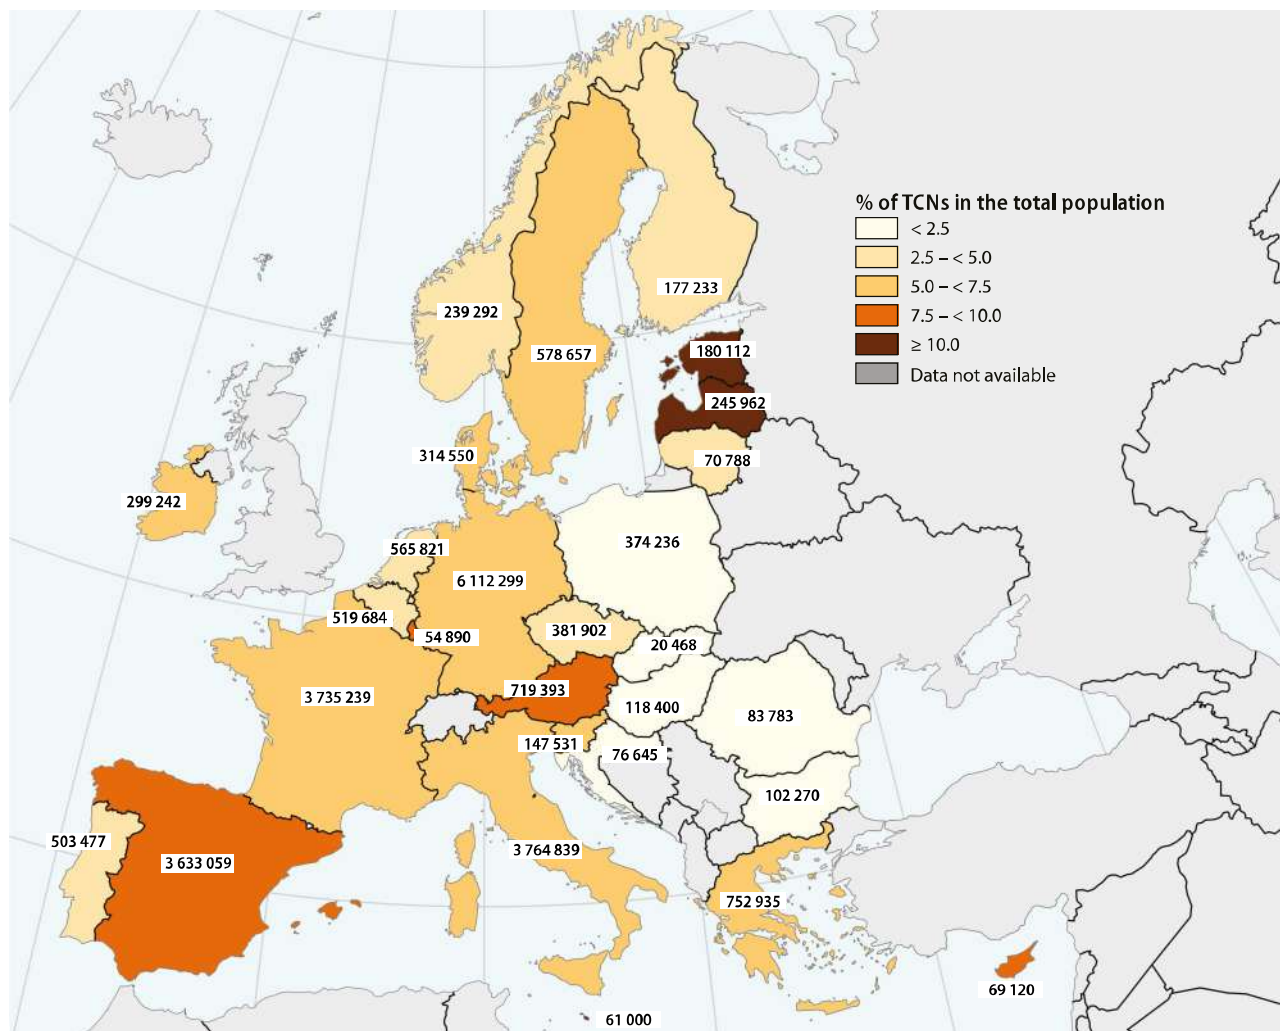 % of TCNs in the total population
< 2.5
2.5 – < 5.0
5.0 – < 7.5
7.5 – < 10.0
≥ 10.0
Data not available
177 233
239 292
578 657
180 112
245 962
314 550
70 788
299 242
374 236
565 821
6 112 299
519 684
54 890
381 902
20 468
3 735 239
719 393
118 400
83 783
147 531
76 645
102 270
503 477
3 633 059
3 764 839
752 935
69 120
61 000